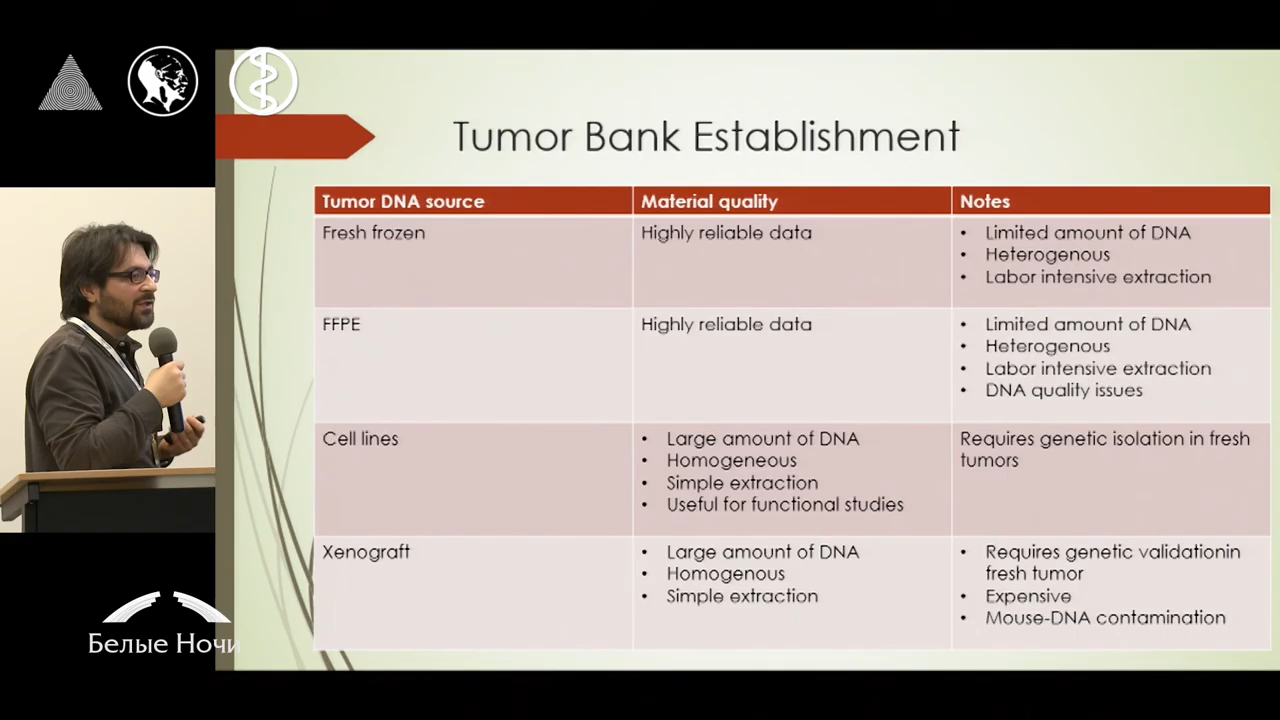 Tumor Bank Establishment
Tumor DNA source
Material quality
Notes
Fresh frozen
Highly reliable data
• Limited amount of DNA
• Heterogenous
• Labor intensive extraction
FFPE
Highly reliable data
• Limited amount of DNA
• Heterogenous
• Labor intensive extraction
• DNA quality issues
Cell lines
• Large amount of DNA
• Homogeneous
• Simple extraction
• Useful for functional studies
Requires genetic isolation in fresh
tumors
Xenograft
• Large amount of DNA
• Homogenous
• Simple extraction
• Requires genetic validationin
fresh tumor
• Expensive
• Mouse-DNA contamination
Белые Ночи